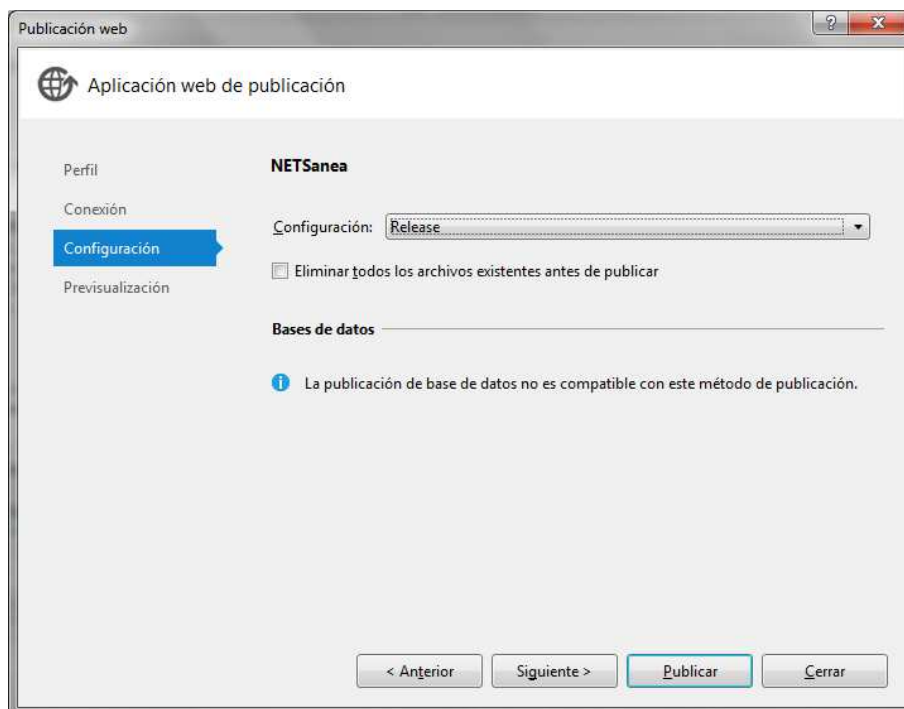 Publicación web
?
Aplicación web de publicación
Perfil
Conexión
Configuración
Previsualización
NETSanea
Configuración: Release
Eliminar todos los archivos existentes antes de publicar
Bases de datos
La publicación de base de datos no es compatible con este método de publicación.
< Anterior
Siguiente >
Publicar
Cerrar